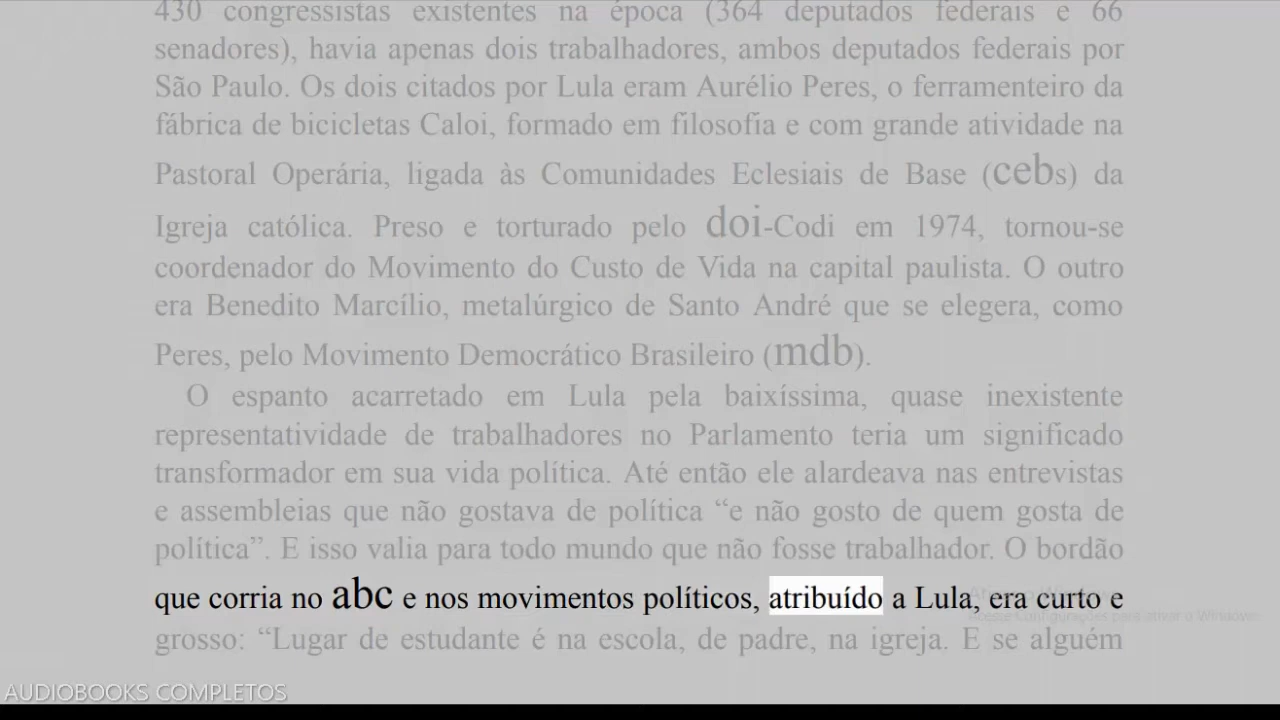 430 congressistas existentes na época (364 deputados federais e 66
senadores), havia apenas dois trabalhadores, ambos deputados federais por
São Paulo. Os dois citados por Lula eram Aurélio Peres, o ferramenteiro da
fábrica de bicicletas Caloi, formado em filosofia e com grande atividade na
Pastoral Operária, ligada às Comunidades Eclesiais de Base (cebs) da
Igreja católica. Preso e torturado pelo doi-Codi em 1974, tornou-se
coordenador do Movimento do Custo de Vida na capital paulista. O outro
era Benedito Marcílio, metalúrgico de Santo André que se elegera, como
Peres, pelo Movimento Democrático Brasileiro (mdb).
O espanto acarretado em Lula pela baixíssima, quase inexistente
representatividade de trabalhadores no Parlamento teria um significado
transformador em sua vida política. Até então ele alardeava nas entrevistas
e assembleias que não gostava de política “e não gosto de quem gosta de
política”. E isso valia para todo mundo que não fosse trabalhador. O bordão
que corria no abc e nos movimentos políticos, atribuído a Lula, era curto e
grosso: “Lugar de estudante é na escola, de padre, na igreja. E se alguém
Ativar o Windows
Acesse Configurações para ativar o Windows.
AUDIOBOOKS COMPLETOS